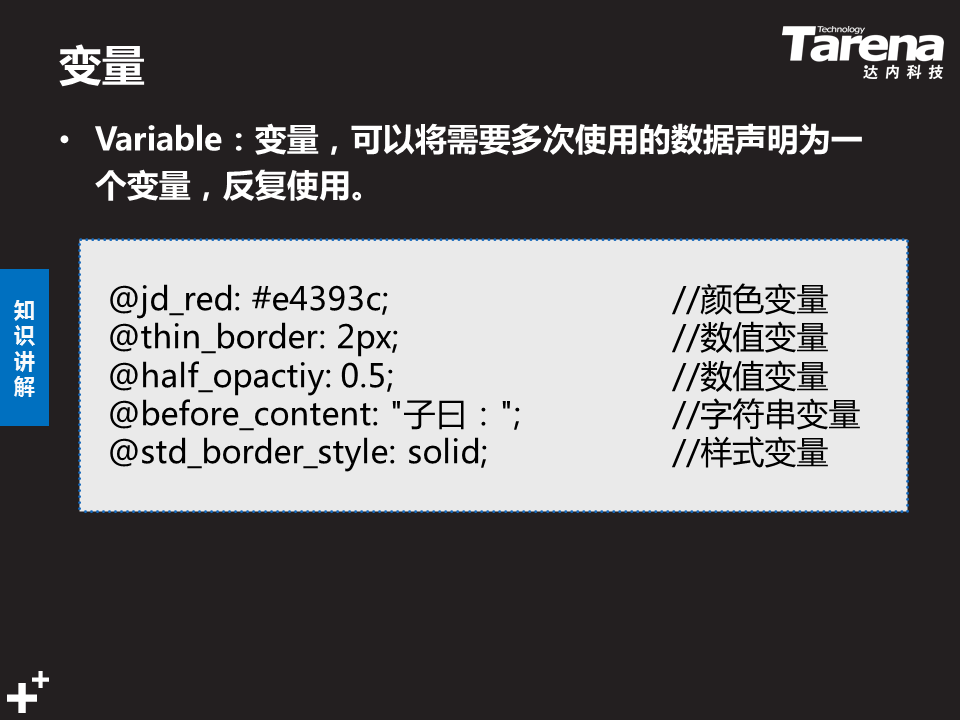 变量
Technology
Tarena
达内科技
• Variable：变量，可以将需要多次使用的数据声明为一
个变量，反复使用。
知识讲解
@jd_red: #e4393c; //颜色变量
@thin_border: 2px; //数值变量
@half_opactiy: 0.5; //数值变量
@before_content: "子曰："; //字符串变量
@std_border_style: solid; //样式变量